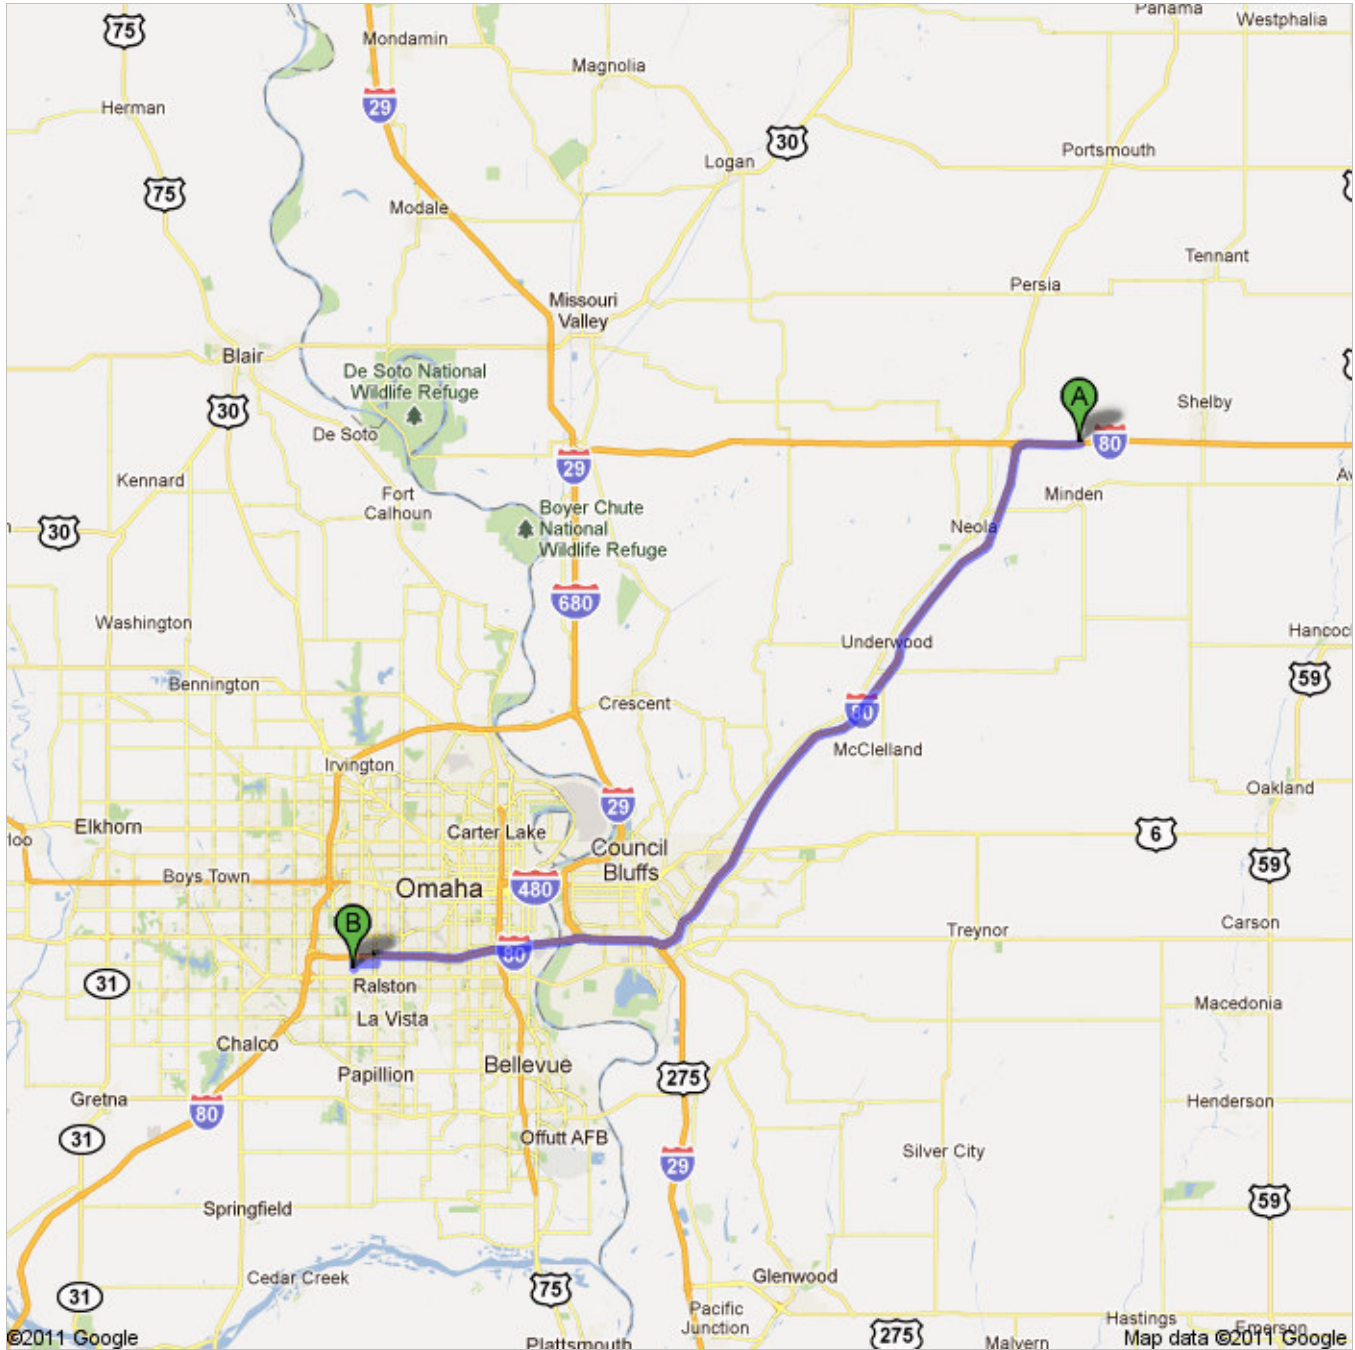 Panama
75
Westphalia
Mondamin
Magnolia
29
Herman
30
Portsmouth
Logan
75
Modale
Tennant
Persia
Missouri
Valley
Blair
De Soto National
Wildlife Refuge
A
Shelby
30
De Soto
80
29
Kennard
Fort
Calhoun
Minden
Boyer Chute
National
Wildlife Refuge
Neola
30
680
Washington
Underwood
Hancoc
59
Bennington
Crescent
80
McClelland
Irvington
Oakland
29
Elkhorn
Carter Lake
6
loo
Council
Bluffs
59
Boys Town
Omaha
480
B
Carson
Treynor
80
31
Ralston
Macedonia
La Vista
Chalco
Bellevue
Papillion
275
Gretna
80
Henderson
31
Offutt AFB
Silver City
29
59
Springfield
Cedar Creek
Glenwood
75
31
Pacific
Junction
Hastings
Emerson
275
Malvern
Plattsmouth
©2011 Google
Map data ©2011 Google